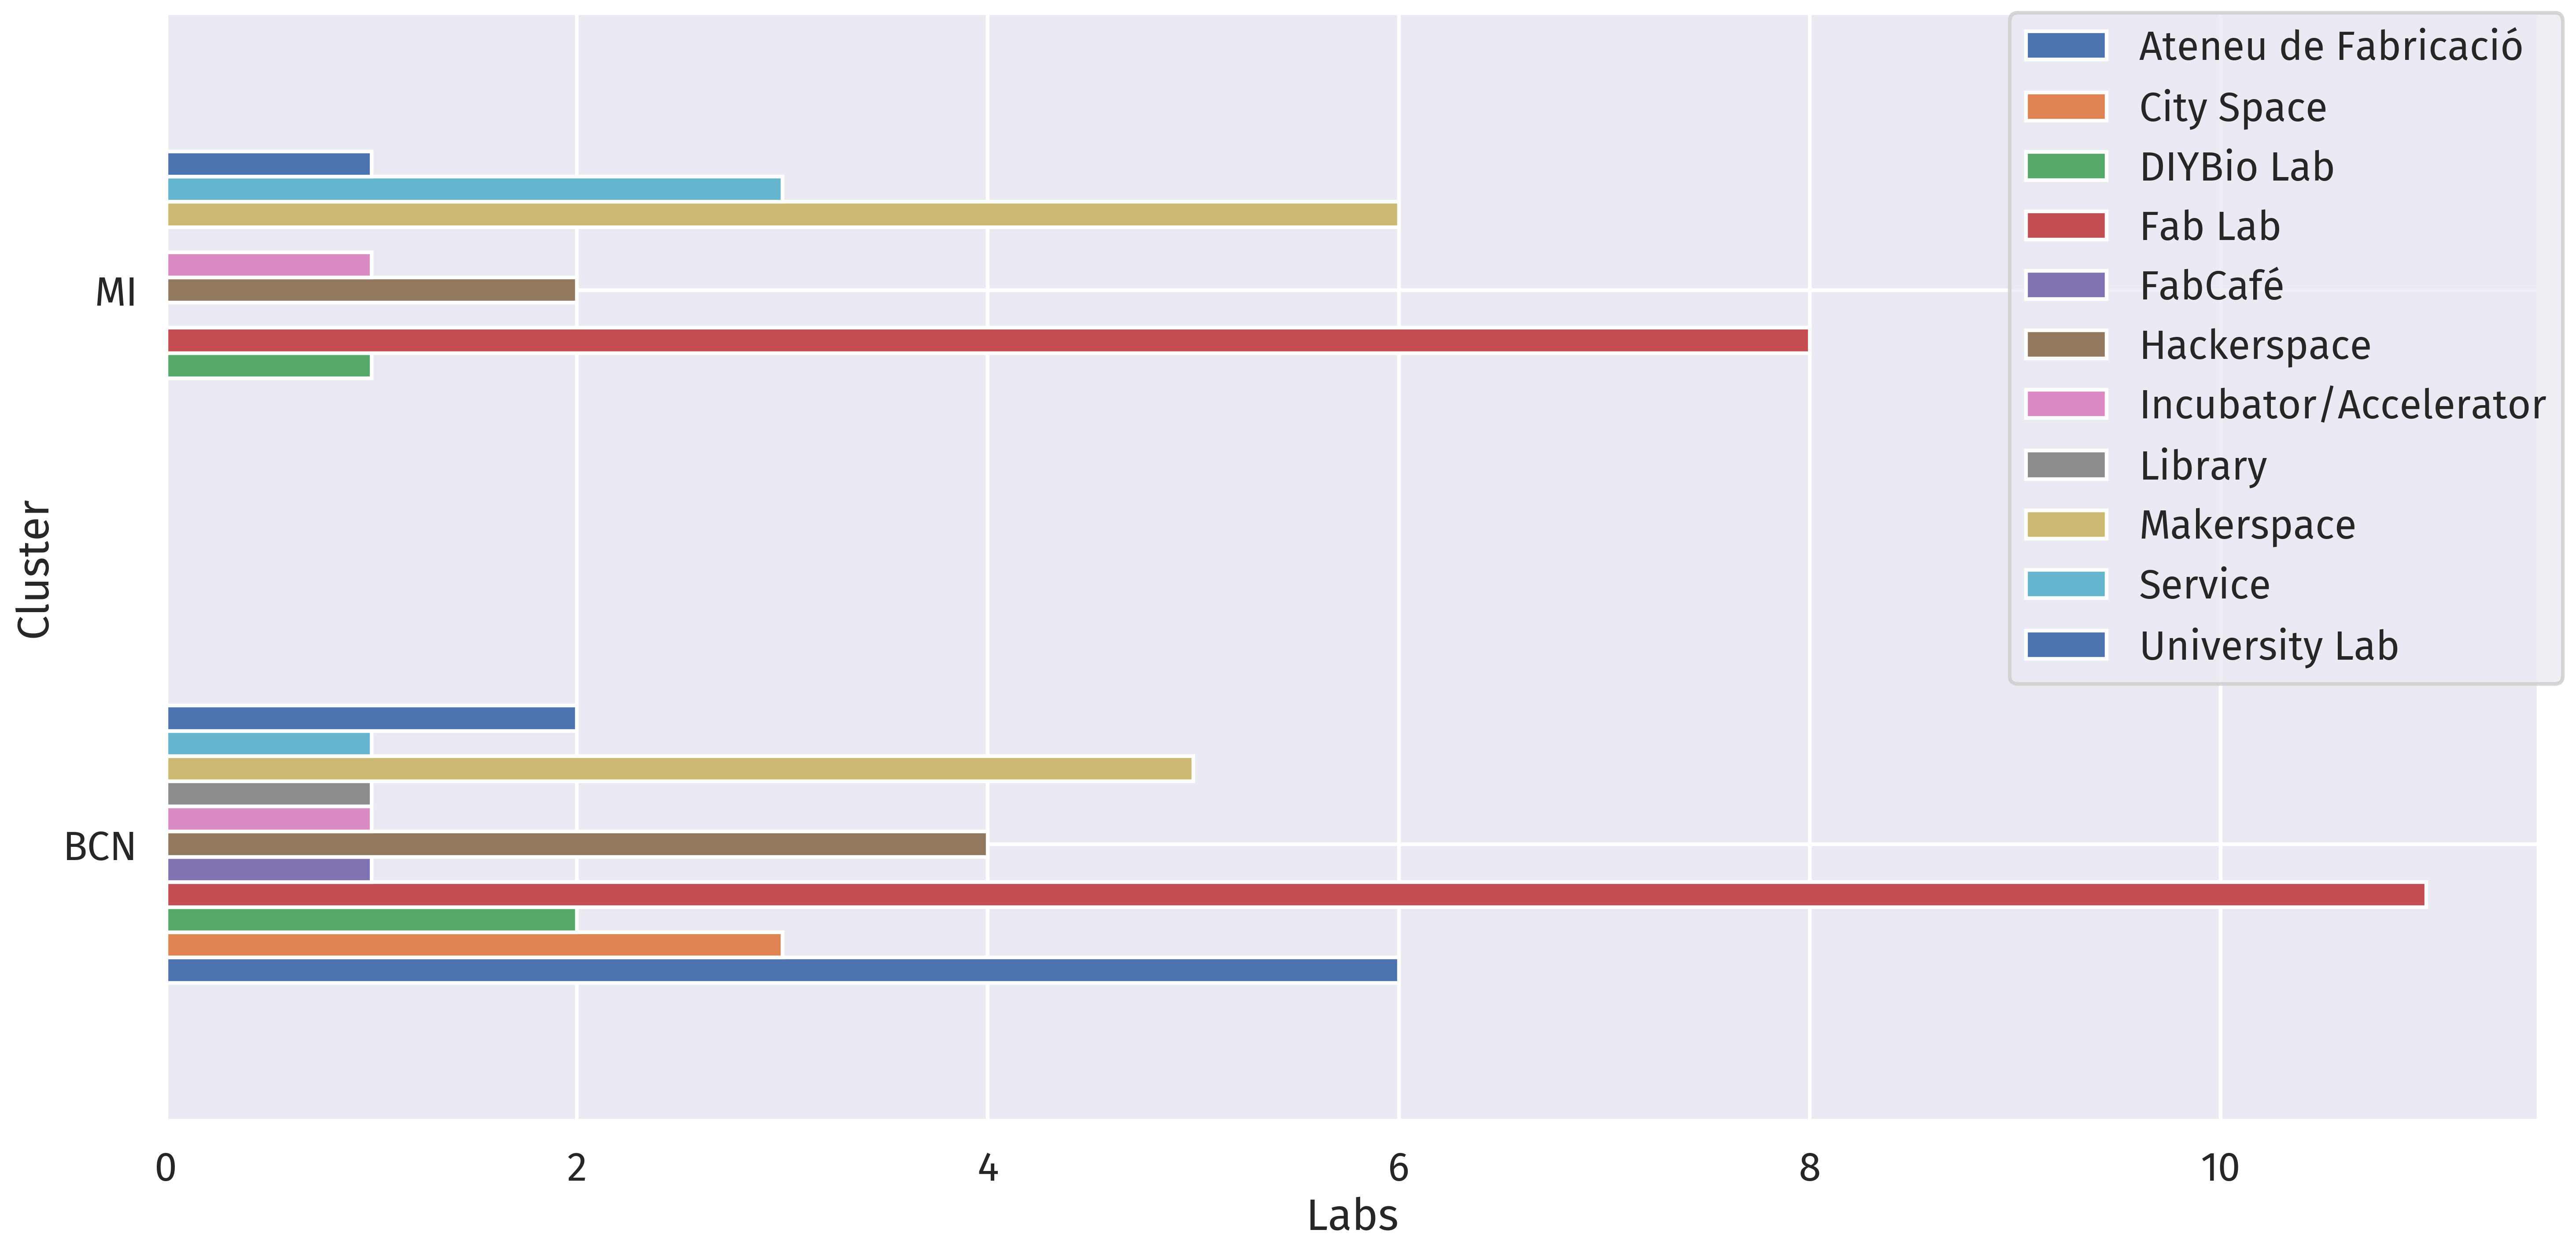 Ateneu de Fabricació
City Space
DIYBio Lab
Fab Lab
FabCafé
Hackerspace
Incubator/Accelerator
Library
Makerspace
Service
University Lab
Cluster
MI
BCN
0 2 4 6 8 10
Labs